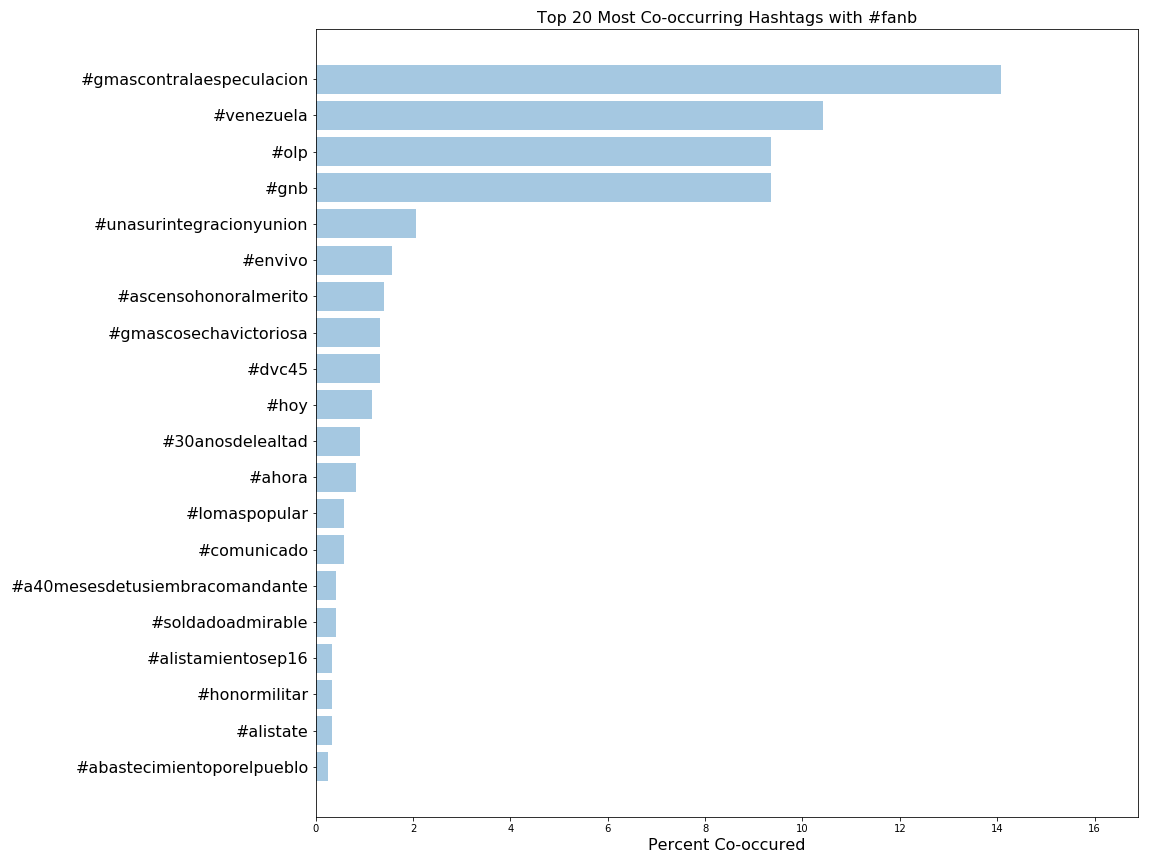 Top 20 Most Co-occurring Hashtags with #fanb
#gmascontralaespeculacion
#venezuela
#olp
#gnb
#unasurintegracionyunion
#envivo
#ascensohonoralmerito
#gmascosechavictoriosa
#dvc45
#hoy
#30anosdelealtad
#ahora
#lomaspopular
#comunicado
#a40mesesdetusiembracomandante
#soldadoadmirable
#alistamientosep16
#honormilitar
#alistate
#abastecimientoporelpueblo
0 2 4 6 8 10 12 14 16
Percent Co-occured